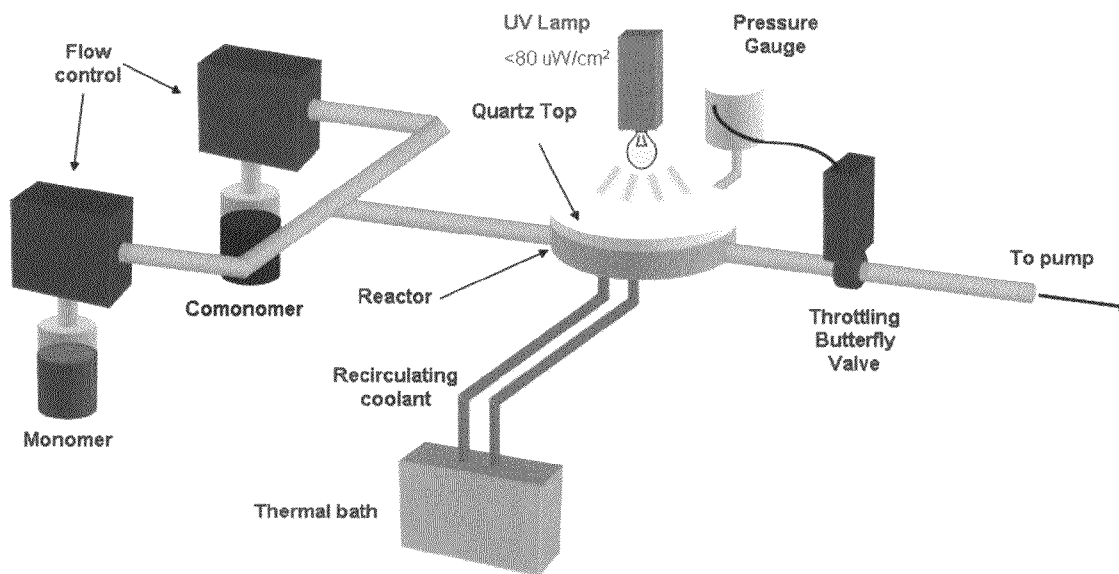 Flow
control
UV Lamp
<80 uW/cm²
Pressure
Gauge
Quartz Top
To pump
Reactor
Comonomer
Throttling
Butterfly
Valve
Recirculating
coolant
Monomer
Thermal bath